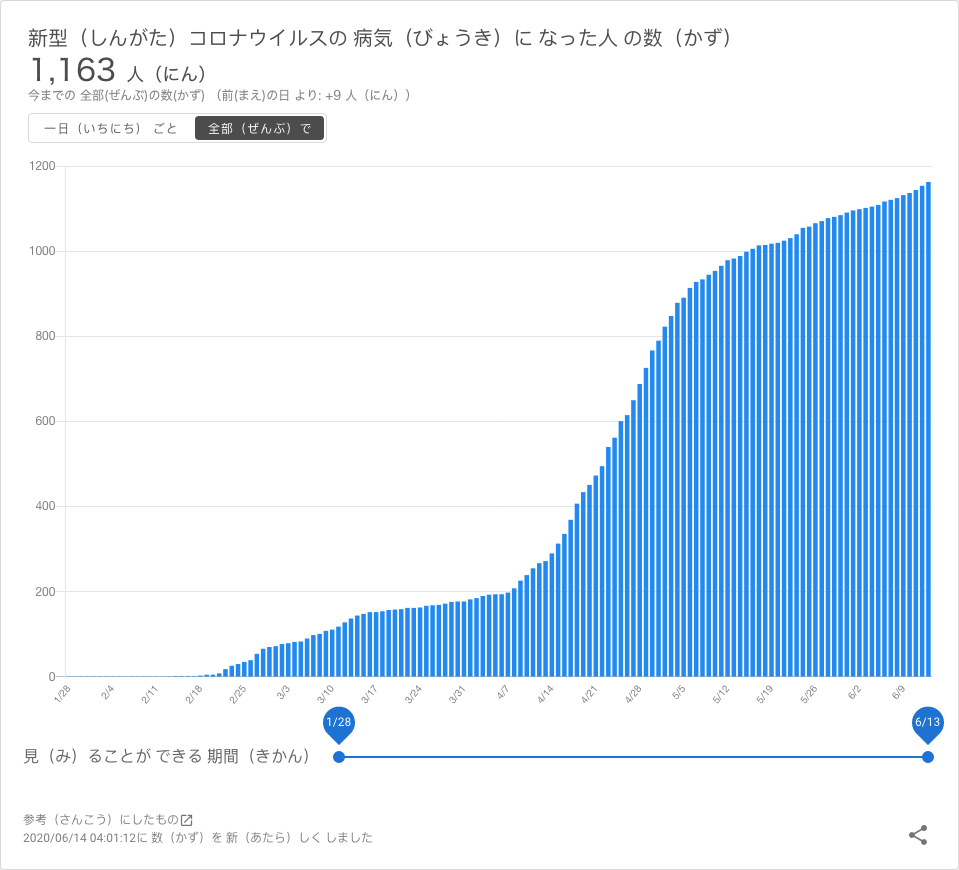 新型（しんがた）コロナウイルスの 病気（びょうき）に なった人 の数（かず）
1,163 人（にん）
今までの 全部(ぜんぶ)の数(かず) （前(まえ)の日 より: +9 人（にん））
一日（いちにち） ごと 全部（ぜんぶ）で
1200
1000
800
600
400
200
0
1/28 2/4 2/11 2/18 2/25 3/3 3/10 3/17 3/24 3/31 4/7 4/14 4/21 4/28 5/5 5/12 5/19 5/26 6/2 6/9
1/28 6/13
見（み）ることが できる 期間（きかん）
参考（さんこう）にしたもの
2020/06/14 04:01:12に 数（かず）を 新（あたら）しく しました